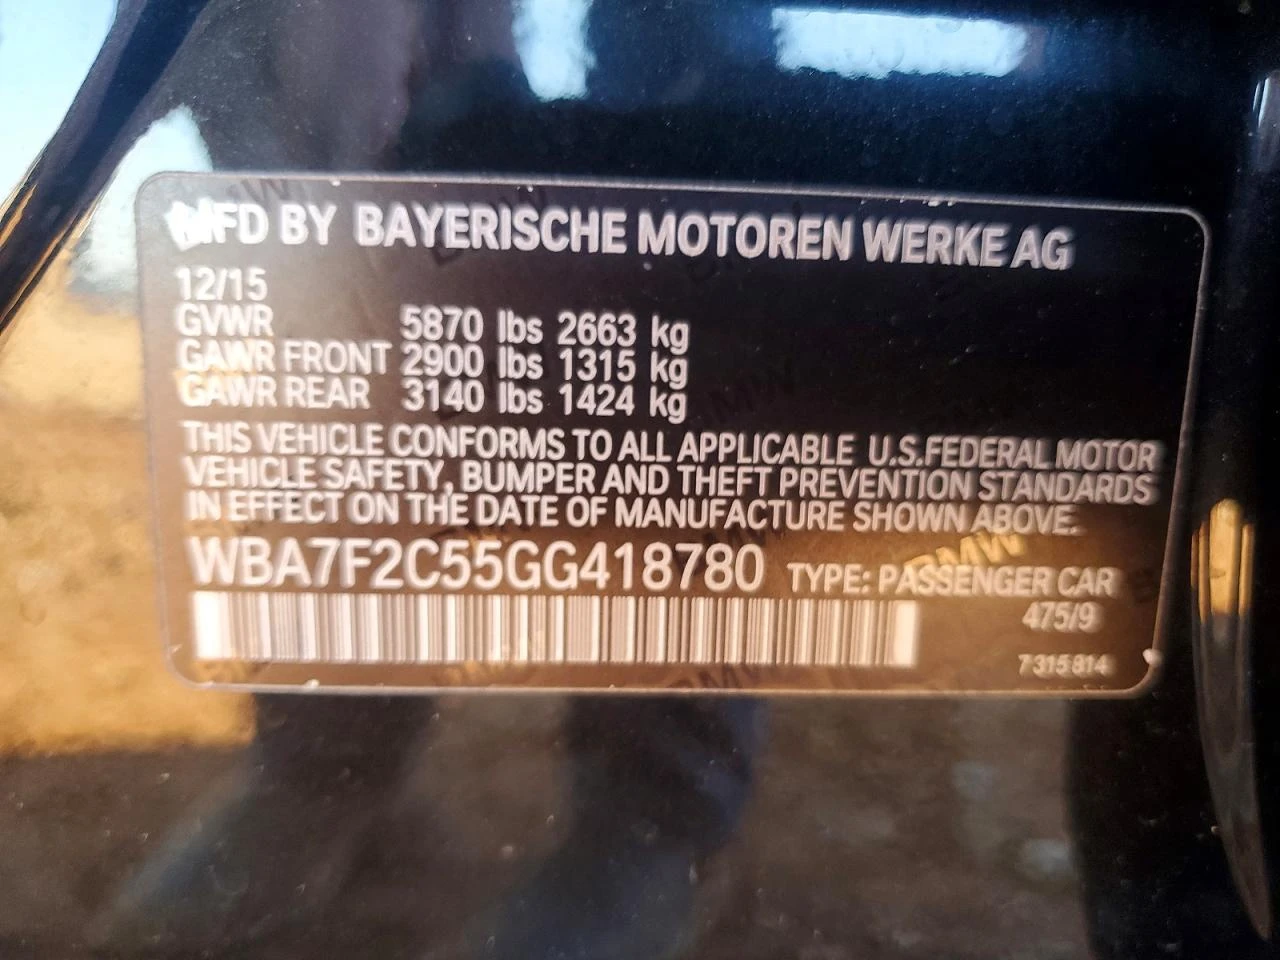 MFD BY BAYERISCHE MOTOREN WERKE AG
12/15
GVWR 5870 lbs 2663 kg
GAWR FRONT 2900 lbs 1315 kg
GAWR REAR 3140 lbs 1424 kg
THIS VEHICLE CONFORMS TO ALL APPLICABLE U.S.FEDERAL MOTOR
VEHICLE SAFETY, BUMPER AND THEFT PREVENTION STANDARDS
IN EFFECT ON THE DATE OF MANUFACTURE SHOWN ABOVE.
WBA7F2C55GG418780 TYPE: PASSENGER CAR
475/9
7 315 814